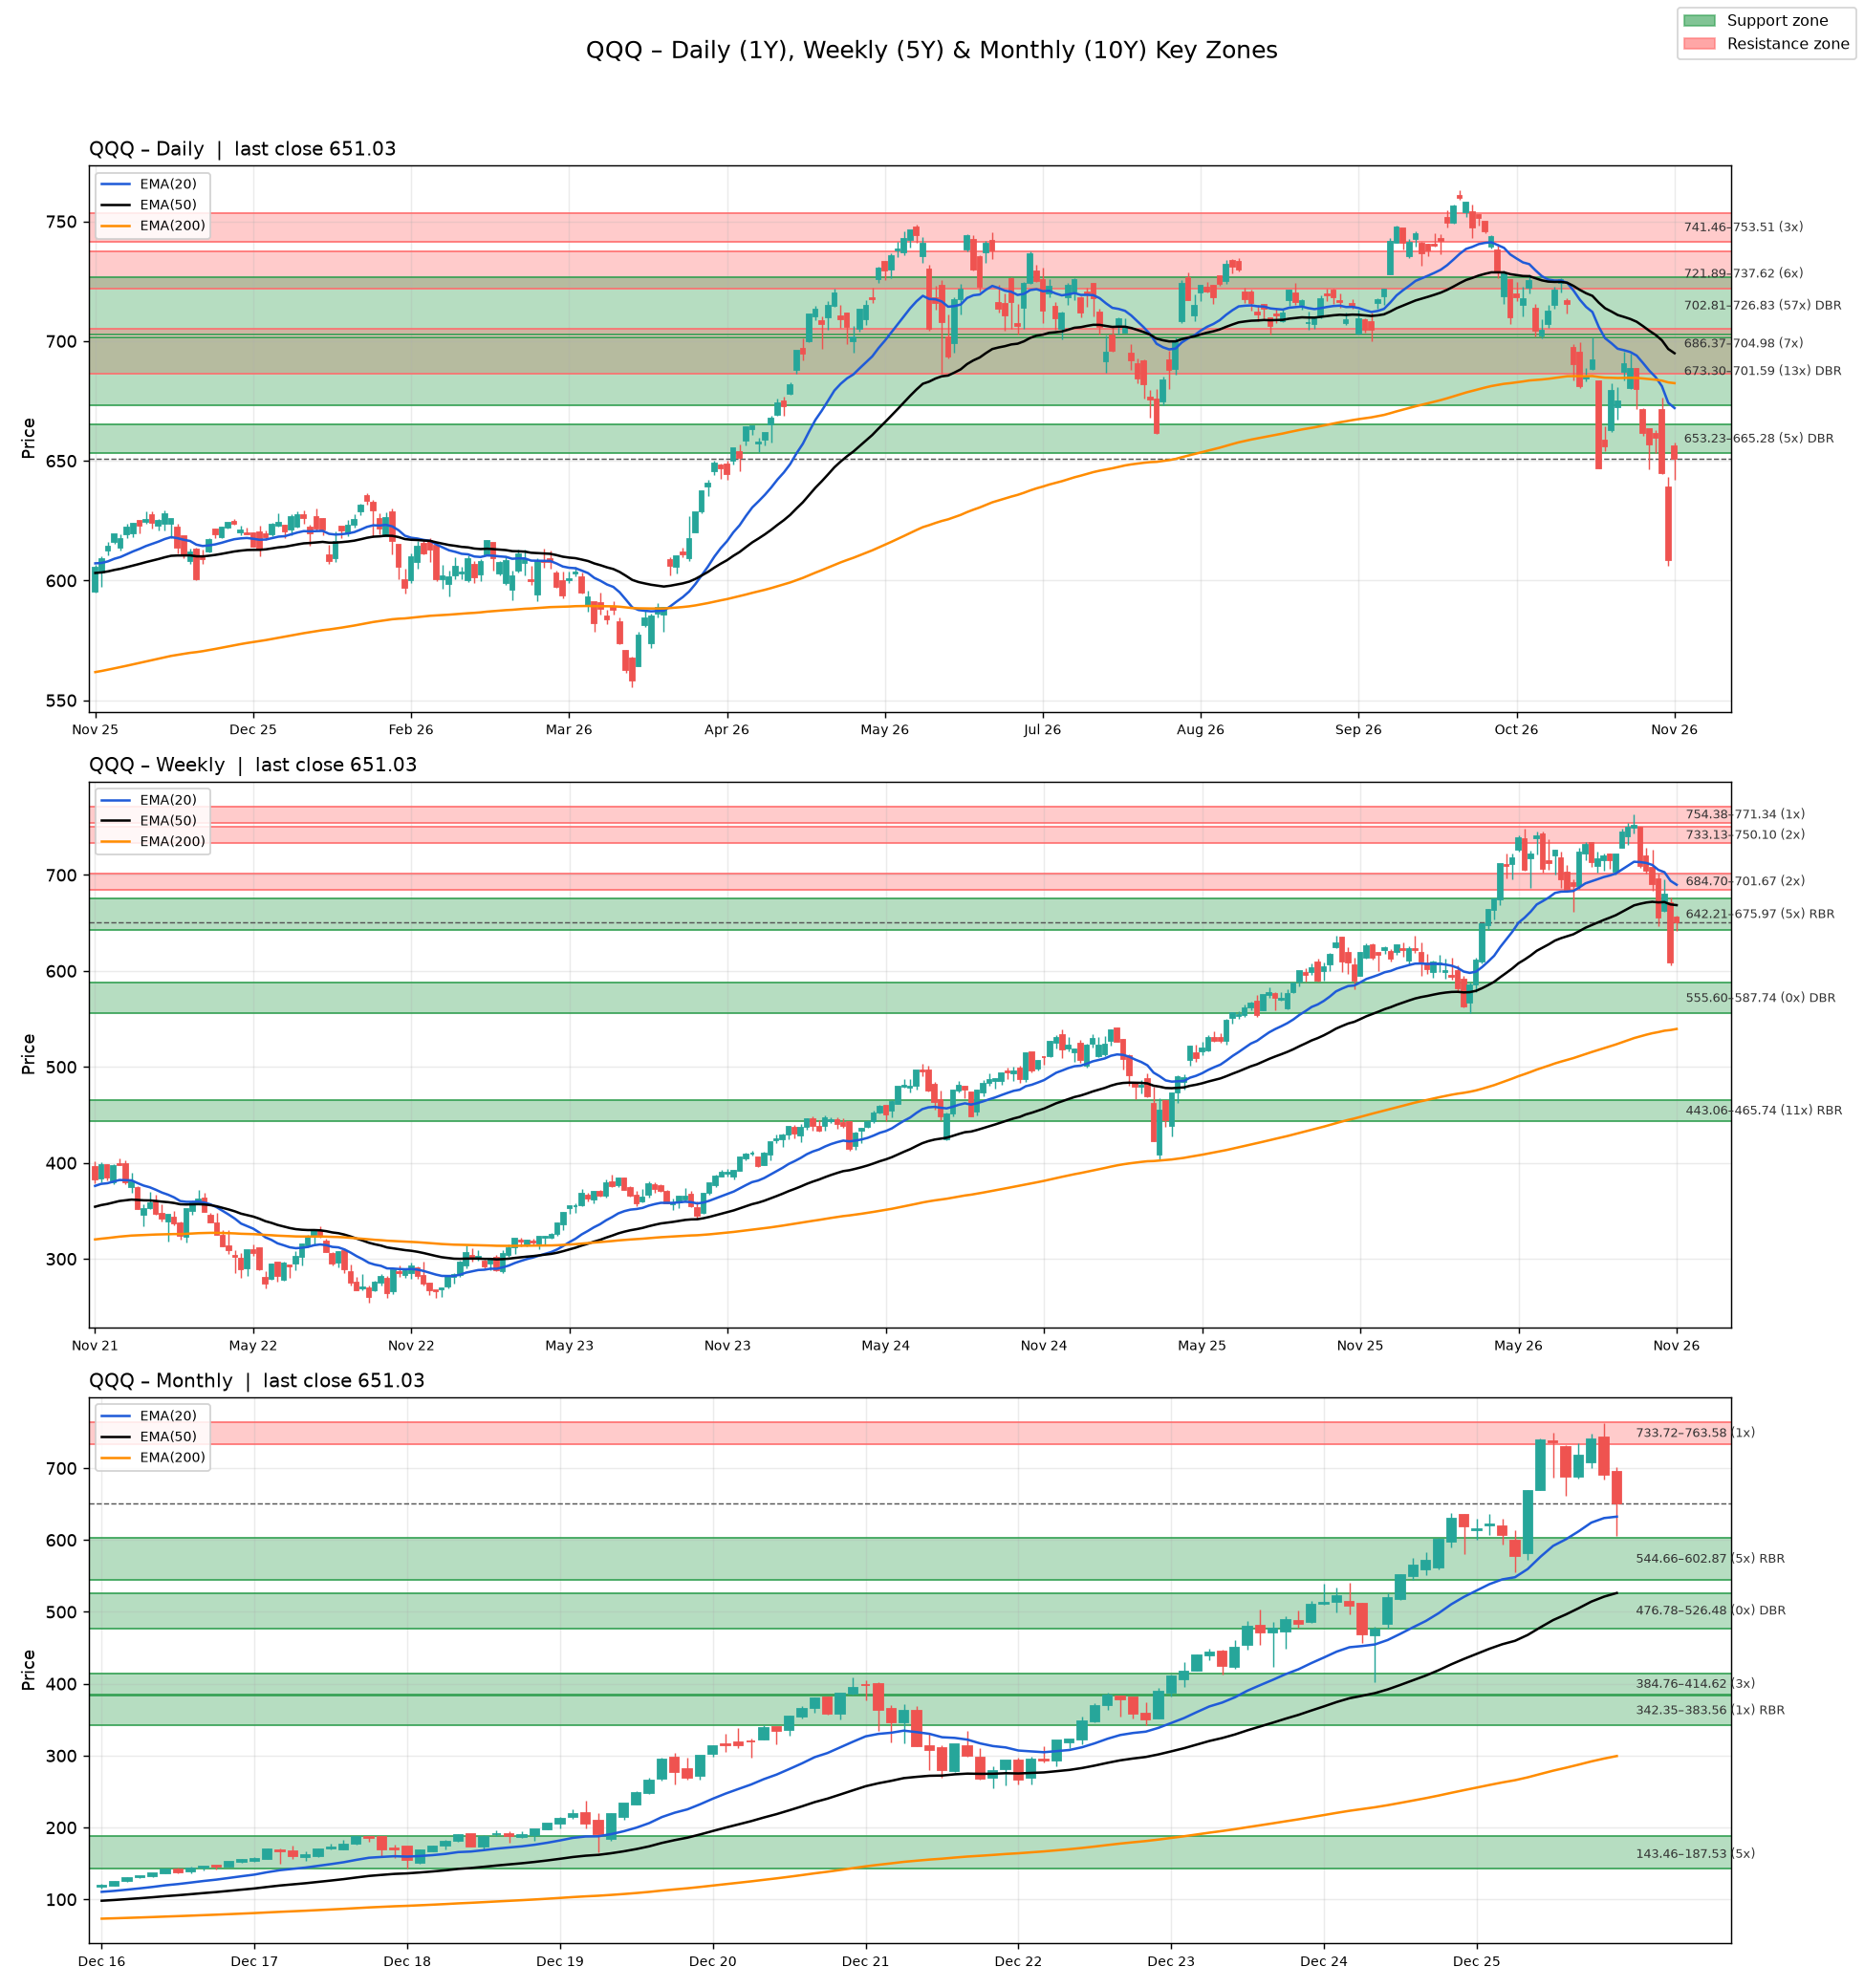 Support zone
Resistance zone
QQQ – Daily (1Y), Weekly (5Y) & Monthly (10Y) Key Zones
QQQ – Daily | last close 651.03
EMA(20)
EMA(50)
EMA(200)
Price
750
700
650
600
550
741.46–753.51 (3x)
721.89–737.62 (6x)
702.81–726.83 (57x) DBR
686.37–704.98 (7x)
673.30–701.59 (13x) DBR
653.23–665.28 (5x) DBR
Nov 25 Dec 25 Feb 26 Mar 26 Apr 26 May 26 Jul 26 Aug 26 Sep 26 Oct 26 Nov 26
QQQ – Weekly | last close 651.03
EMA(20)
EMA(50)
EMA(200)
Price
700
600
500
400
300
754.38–771.34 (1x)
733.13–750.10 (2x)
684.70–701.67 (2x)
642.21–675.97 (5x) RBR
555.60–587.74 (0x) DBR
443.06–465.74 (11x) RBR
Nov 21 May 22 Nov 22 May 23 Nov 23 May 24 Nov 24 May 25 Nov 25 May 26 Nov 26
QQQ – Monthly | last close 651.03
EMA(20)
EMA(50)
EMA(200)
Price
700
600
500
400
300
200
100
733.72–763.58 (1x)
544.66–602.87 (5x) RBR
476.78–526.48 (0x) DBR
384.76–414.62 (3x)
342.35–383.56 (1x) RBR
143.46–187.53 (5x)
Dec 16 Dec 17 Dec 18 Dec 19 Dec 20 Dec 21 Dec 22 Dec 23 Dec 24 Dec 25